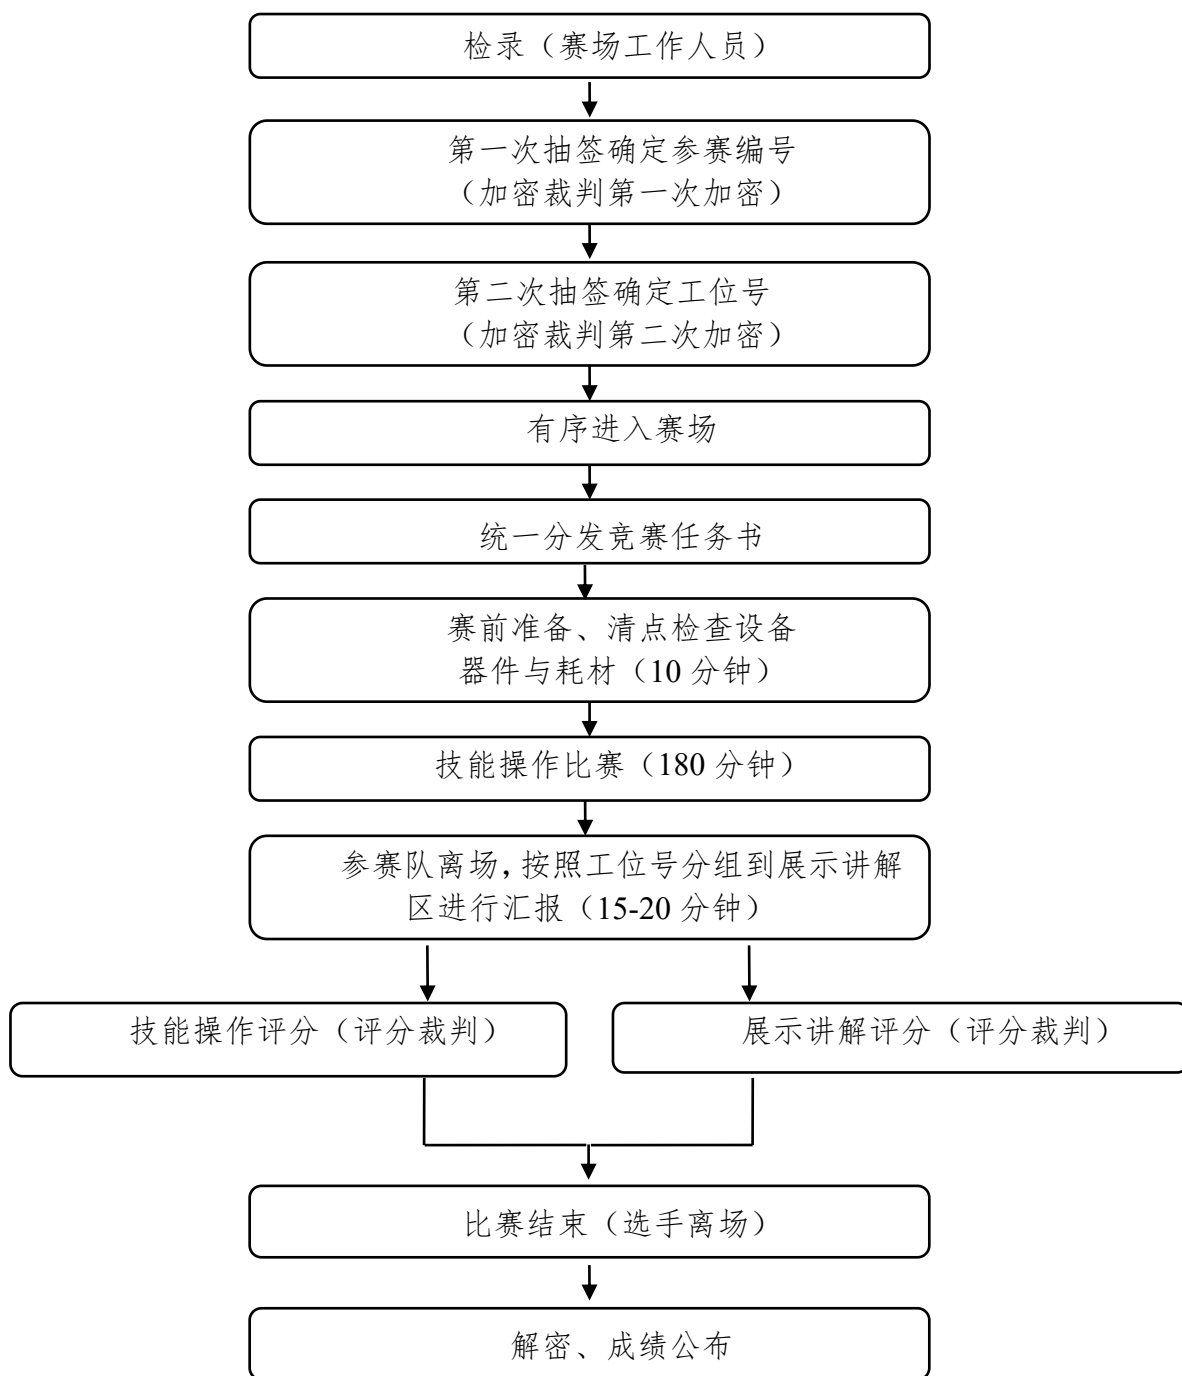 检录（赛场工作人员）
第一次抽签确定参赛编号
（加密裁判第一次加密）
第二次抽签确定工位号
（加密裁判第二次加密）
有序进入赛场
统一分发竞赛任务书
赛前准备、清点检查设备
器件与耗材（10 分钟）
技能操作比赛（180 分钟）
参赛队离场，按照工位号分组到展示讲解
区进行汇报（15-20 分钟）
技能操作评分（评分裁判）
展示讲解评分（评分裁判）
比赛结束（选手离场）
解密、成绩公布